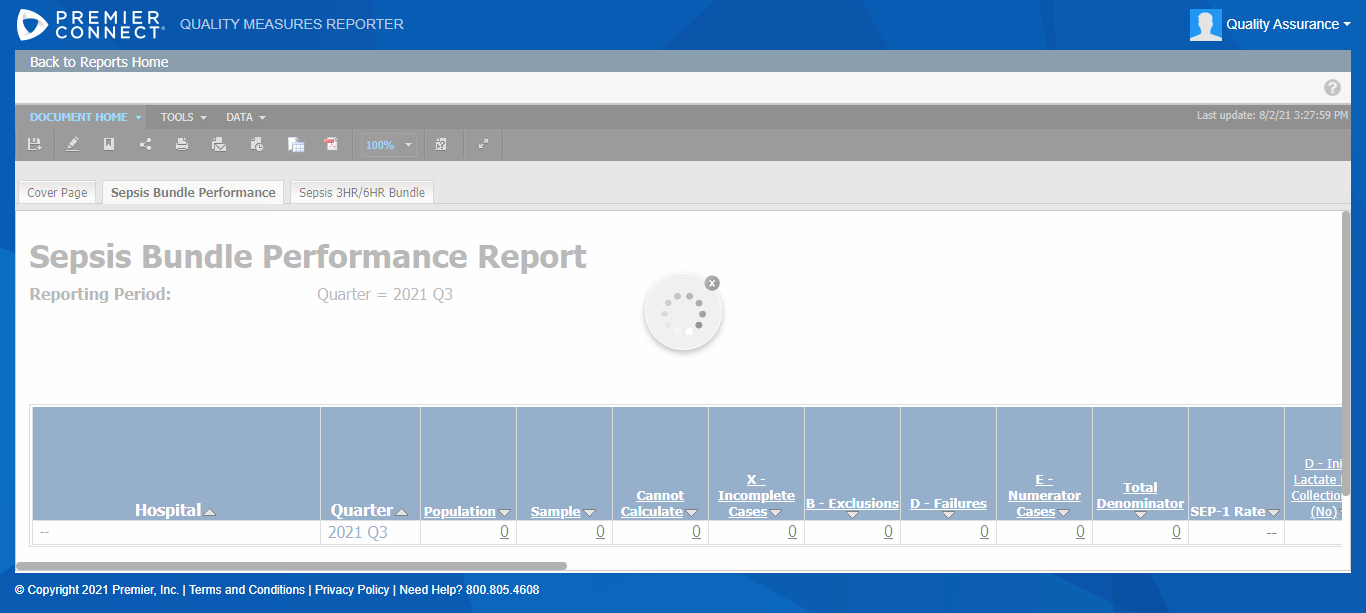 PREMIER CONNECT® QUALITY MEASURES REPORTER
Quality Assurance
Back to Reports Home
?
DOCUMENT HOME TOOLS DATA
Last update: 8/2/21 3:27:59 PM
100%
Cover Page Sepsis Bundle Performance Sepsis 3HR/6HR Bundle
Sepsis Bundle Performance Report
Reporting Period: Quarter = 2021 Q3
x
Hospital Quarter Population Sample Cannot Calculate X - Incomplete Cases B - Exclusions D - Failures E - Numerator Cases Total Denominator SEP-1 Rate D - Ini Lactate Collection (No)
-- 2021 Q3 0 0 0 0 0 0 0 0 --
© Copyright 2021 Premier, Inc. | Terms and Conditions | Privacy Policy | Need Help? 800.805.4608